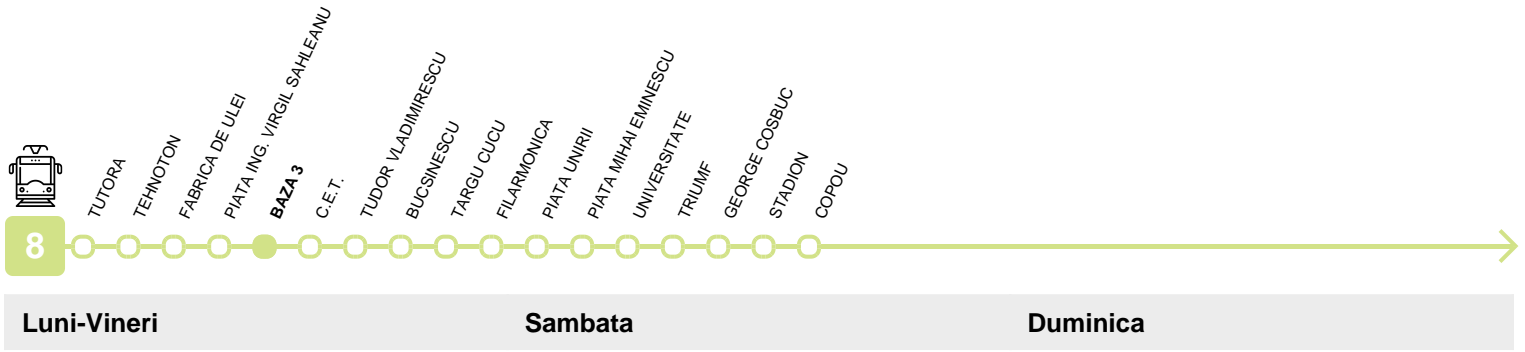 TUTORA
TEHNOTON
FABRICA DE ULEI
PIATA ING. VIRGIL SAHLEANU
BAZA 3
C.E.T.
TUDOR VLADIMIRESCU
BUCSINESCU
TARGU CUCU
FILARMONICA
PIATA UNIRII
PIATA MIHAI EMINESCU
UNIVERSITATE
TRIUMF
GEORGE COSBUC
STADION
COPOU
8
Luni-Vineri
Sambata
Duminica